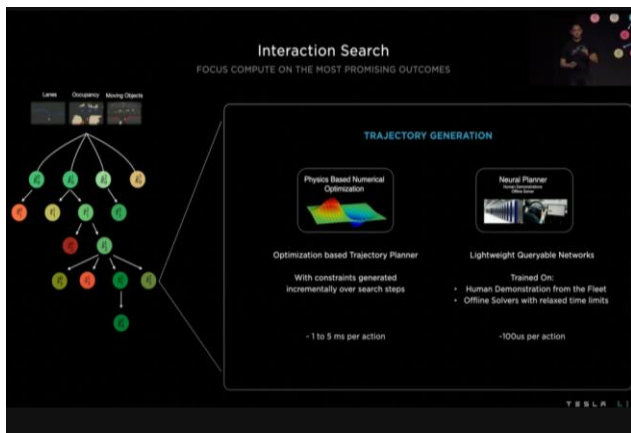 Interaction Search
FOCUS COMPUTE ON THE MOST PROMISING OUTCOMES
Lanes
Occupancy
Moving Objects
TRAJECTORY GENERATION
Physics Based Numerical
Optimization
Optimization based Trajectory Planner
With constraints generated
incrementally over search steps
~ 1 to 5 ms per action
Neural Planner
Human Demonstrations
Offline Solver
Lightweight Queryable Networks
Trained On:
• Human Demonstration from the Fleet
• Offline Solvers with relaxed time limits
~100us per action
TESLA LI